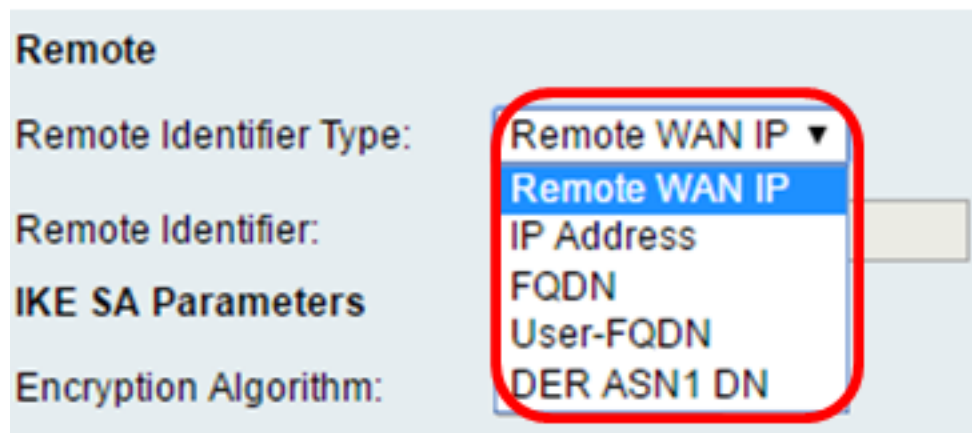 Remote
Remote Identifier Type: Remote WAN IP
Remote WAN IP
Remote Identifier: IP Address
FQDN
IKE SA Parameters
User-FQDN
Encryption Algorithm: DER ASN1 DN